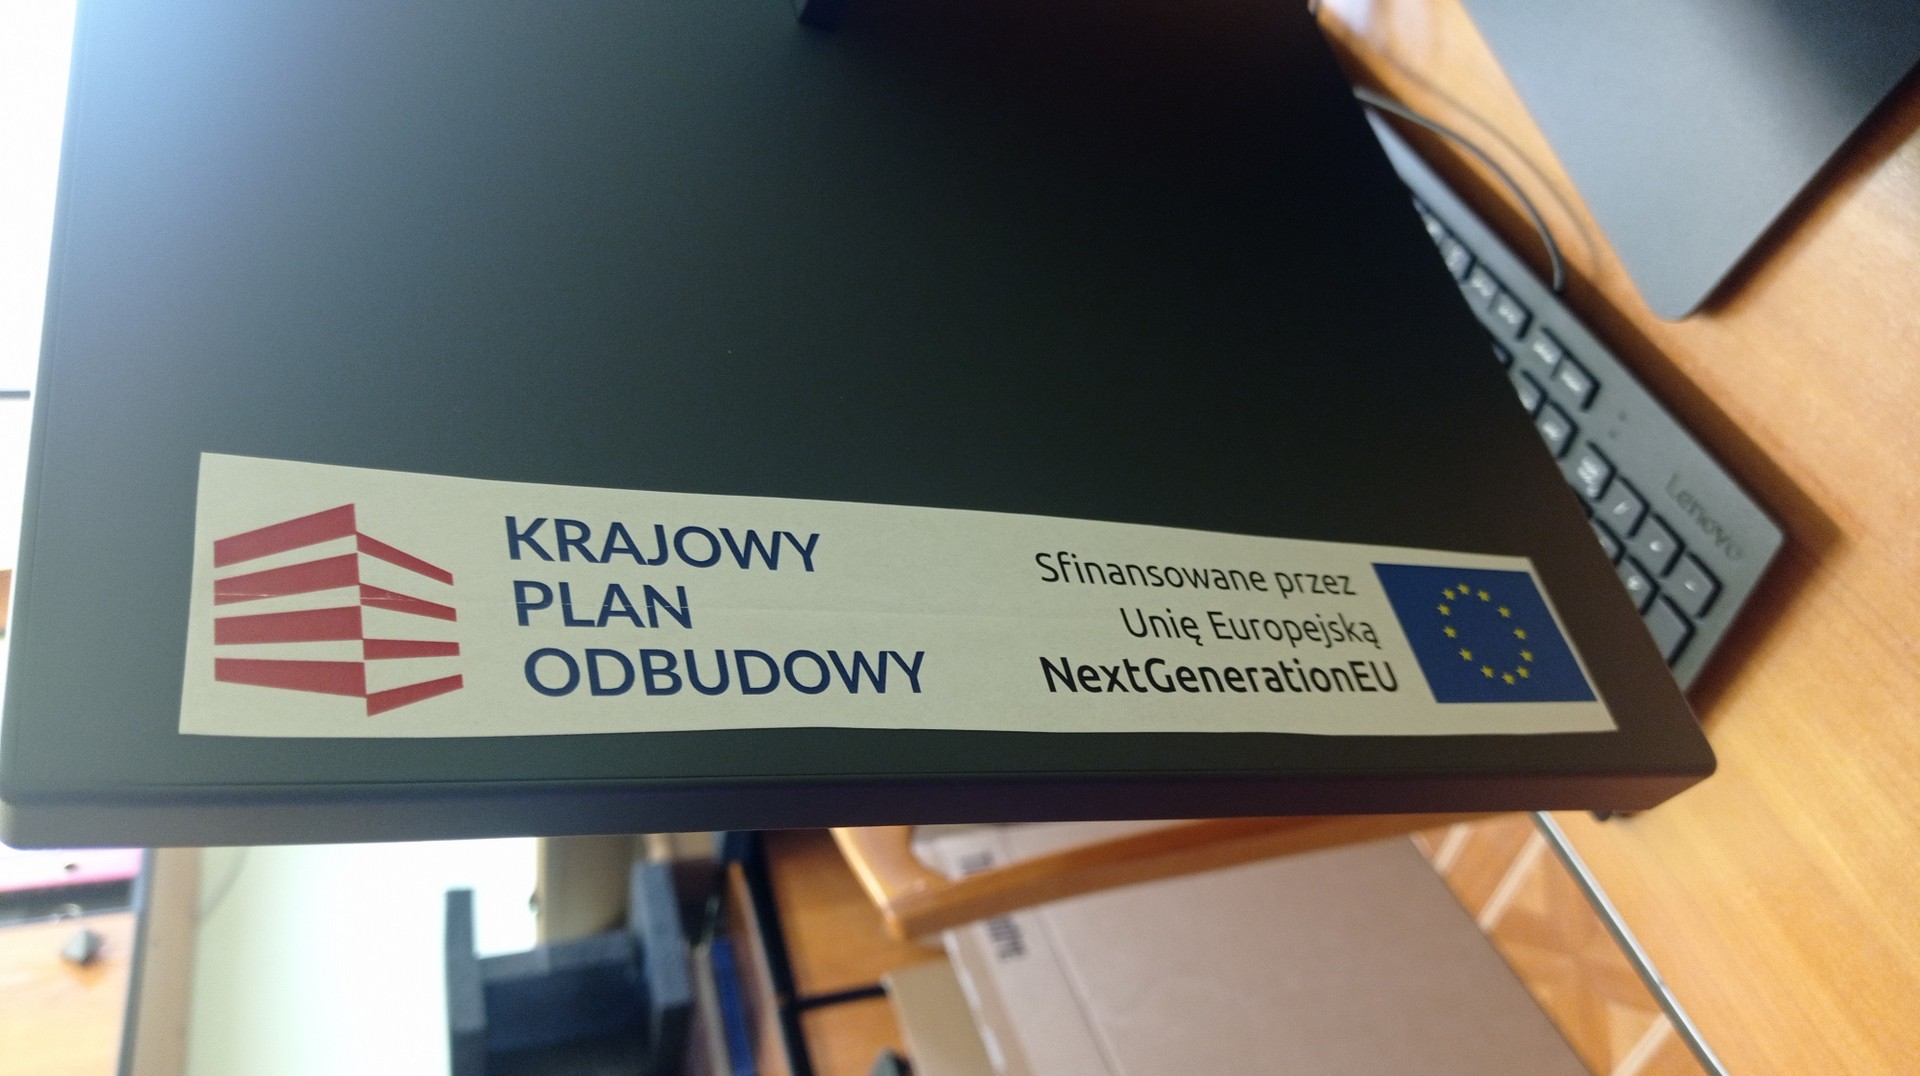 KRAJOWY
PLAN
ODBUDOWY
Sfinansowane przez
Unię Europejską
NextGenerationEU
Lenovo